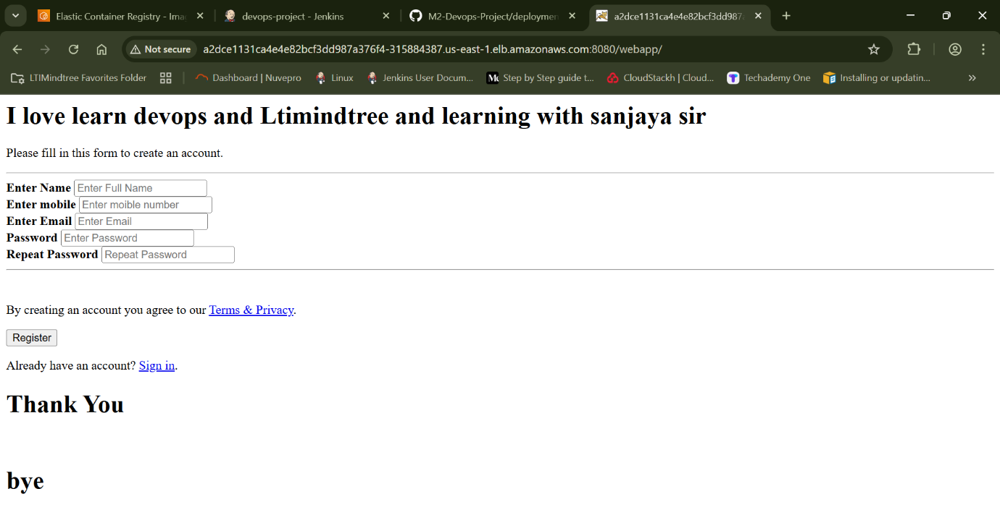 Elastic Container Registry - Ima
devops-project - Jenkins
M2-Devops-Project/deploymen
a2dce1131ca4e4e82bcf3dd987
Not secure
a2dce1131ca4e4e82bcf3dd987a376f4-315884387.us-east-1.elb.amazonaws.com:8080/webapp/
LTIMindtree Favorites Folder
Dashboard | Nuvepro
Linux
Jenkins User Docum...
Step by Step guide t...
CloudStackh | Cloud...
Techademy One
Installing or updatin...
I love learn devops and Ltimindtree and learning with sanjaya sir
Please fill in this form to create an account.
Enter Name Enter Full Name
Enter mobile Enter moible number
Enter Email Enter Email
Password Enter Password
Repeat Password Repeat Password
By creating an account you agree to our Terms & Privacy.
Register
Already have an account? Sign in.
Thank You
bye